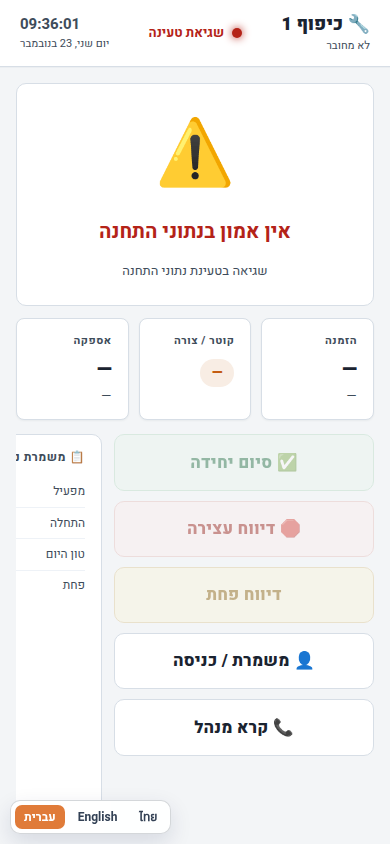 🔧 כיפוף 1
לא מחובר
שגיאת טעינה
09:36:01
יום שני, 23 בנובמבר
אין אמון בנתוני התחנה
שגיאה בטעינת נתוני התחנה
הזמנה
—
—
קוטר / צורה
—
אספקה
—
—
✅ סיום יחידה
🛑 דיווח עצירה
דיווח פחת
👤 משמרת / כניסה
📞 קרא מנהל
📋 משמרת
מפעיל
התחלה
טון היום
פחת
עברית
English
ไทย